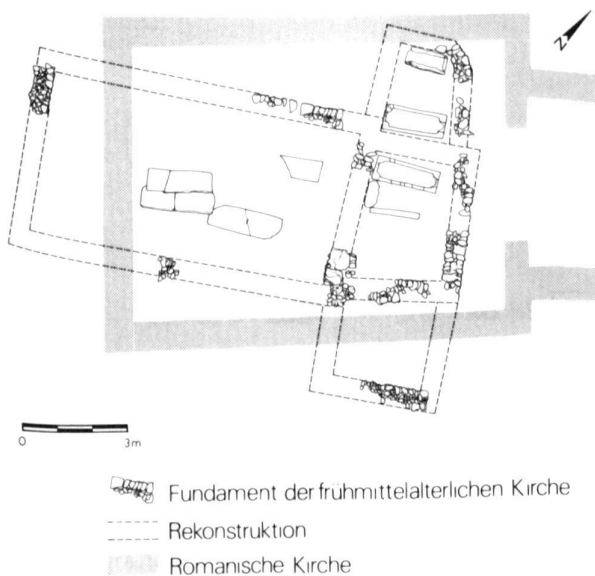 N
0 3m
Fundament der frühmittelalterlichen Kirche
Rekonstruktion
Romanische Kirche